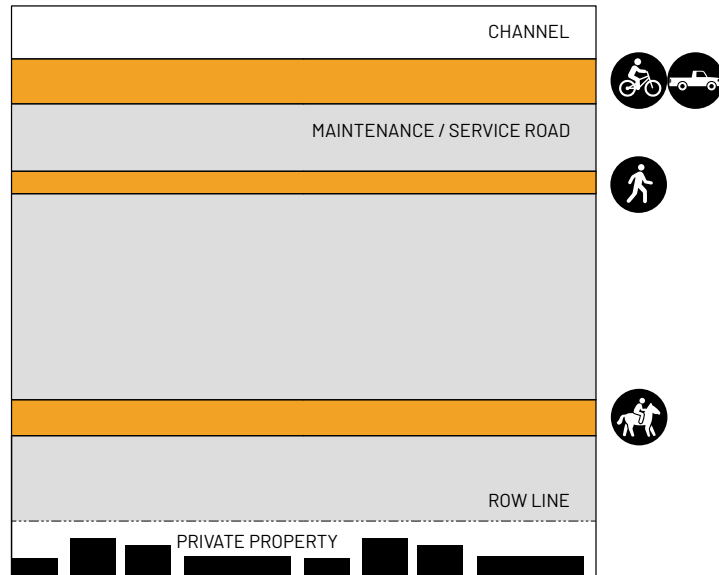 CHANNEL
MAINTENANCE / SERVICE ROAD
ROW LINE
PRIVATE PROPERTY